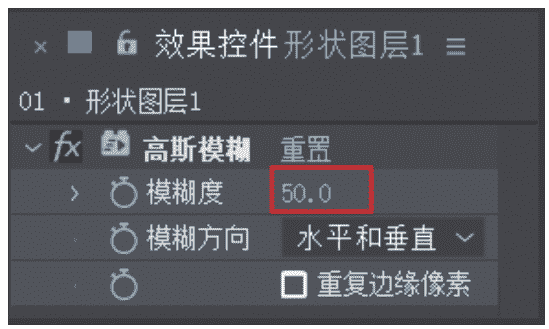 × 效果控件 形状图层1 ≡
01 · 形状图层1
fx 高斯模糊 重置
模糊度 50.0
模糊方向 水平和垂直
重复边缘像素